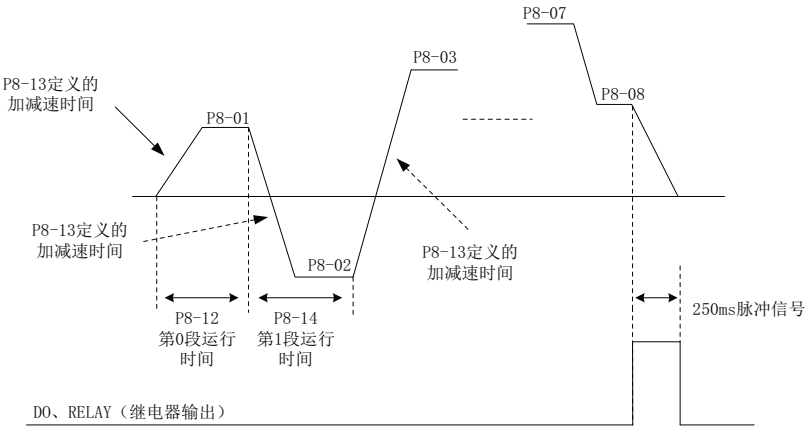 P8-07
P8-03
P8-13定义的
加减速时间
P8-01
P8-08
P8-13定义的
加减速时间
P8-02
P8-13定义的
加减速时间
P8-12
第0段运行
时间
P8-14
第1段运行
时间
250ms脉冲信号
DO、RELAY（继电器输出）